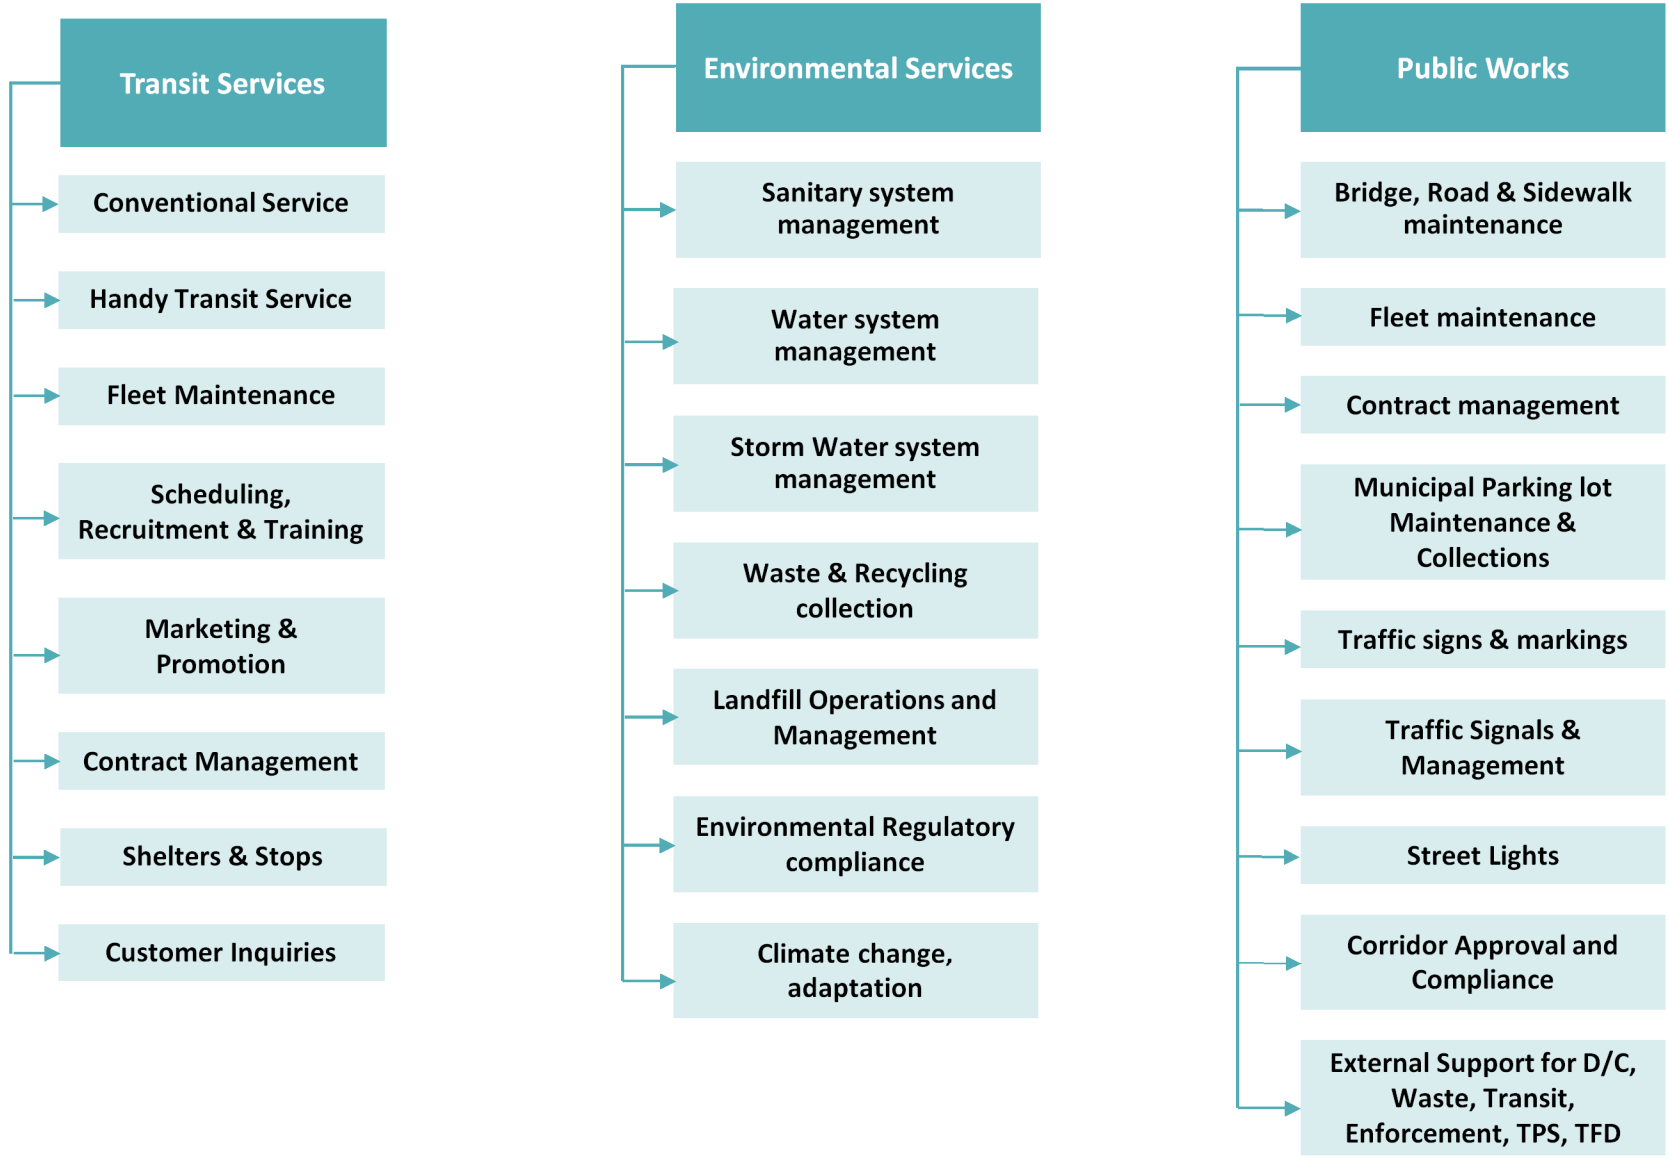 Transit Services
Conventional Service
Handy Transit Service
Fleet Maintenance
Scheduling,
Recruitment & Training
Marketing &
Promotion
Contract Management
Shelters & Stops
Customer Inquiries
Environmental Services
Sanitary system
management
Water system
management
Storm Water system
management
Waste & Recycling
collection
Landfill Operations and
Management
Environmental Regulatory
compliance
Climate change,
adaptation
Public Works
Bridge, Road & Sidewalk
maintenance
Fleet maintenance
Contract management
Municipal Parking lot
Maintenance &
Collections
Traffic signs & markings
Traffic Signals &
Management
Street Lights
Corridor Approval and
Compliance
External Support for D/C,
Waste, Transit,
Enforcement, TPS, TFD